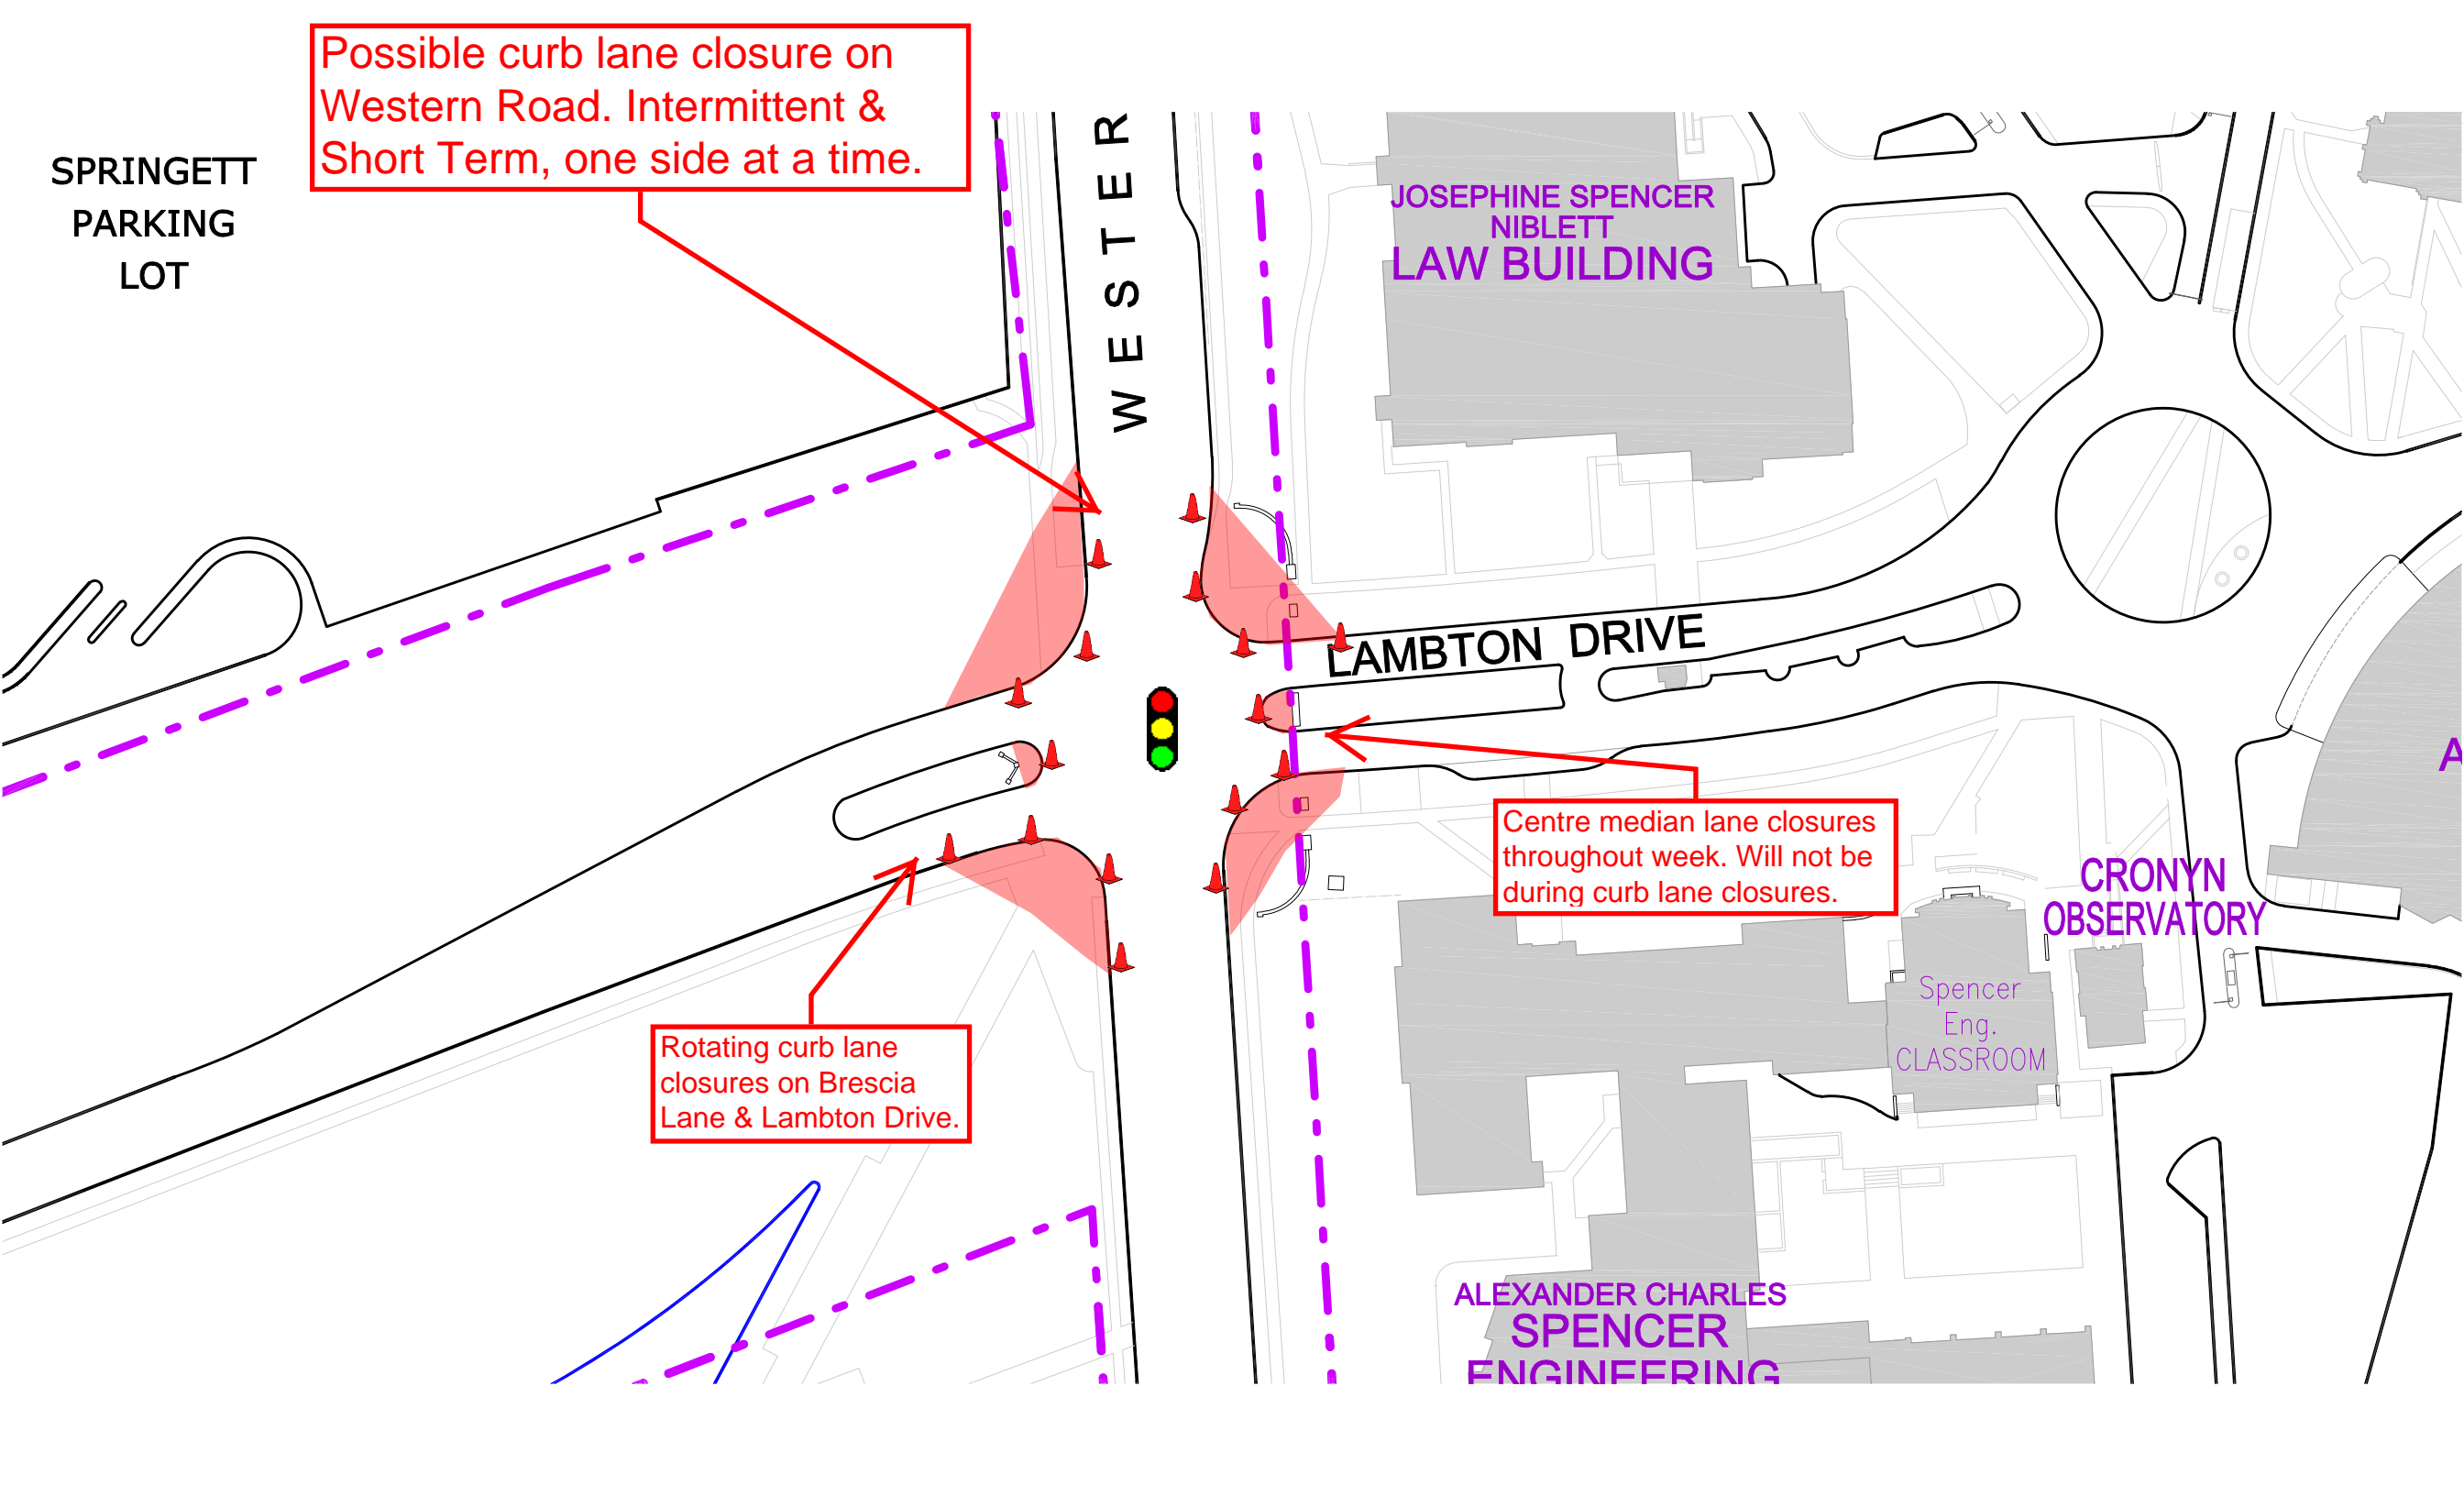 Possible curb lane closure on
Western Road. Intermittent &
Short Term, one side at a time.
SPRINGETT
PARKING
LOT
WESTER
JOSEPHINE SPENCER
NIBLETT
LAW BUILDING
LAMBTON DRIVE
A
Centre median lane closures
throughout week. Will not be
during curb lane closures.
CRONYN
OBSERVATORY
Spencer
Eng.
CLASSROOM
Rotating curb lane
closures on Brescia
Lane & Lambton Drive.
ALEXANDER CHARLES
SPENCER
ENGINEERING